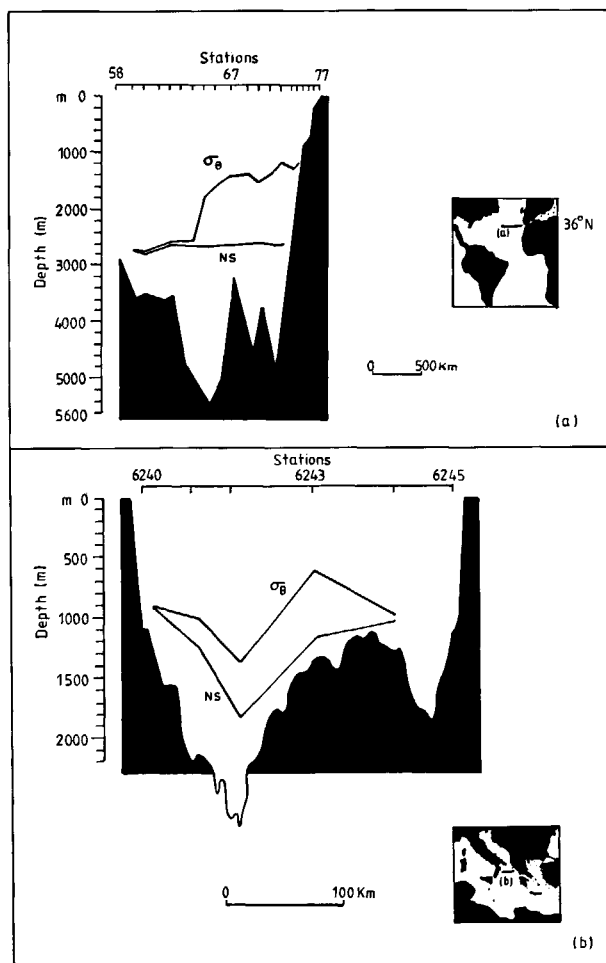 Stations
58 67 77
m 0
1000
2000
3000
4000
5000
5600
Depth (m)
σθ
NS
(a)
36°N
0 500 Km
(a)
Stations
6240 6243 6245
m 0
500
1000
1500
2000
Depth (m)
σθ
NS
(b)
0 100 Km
(b)